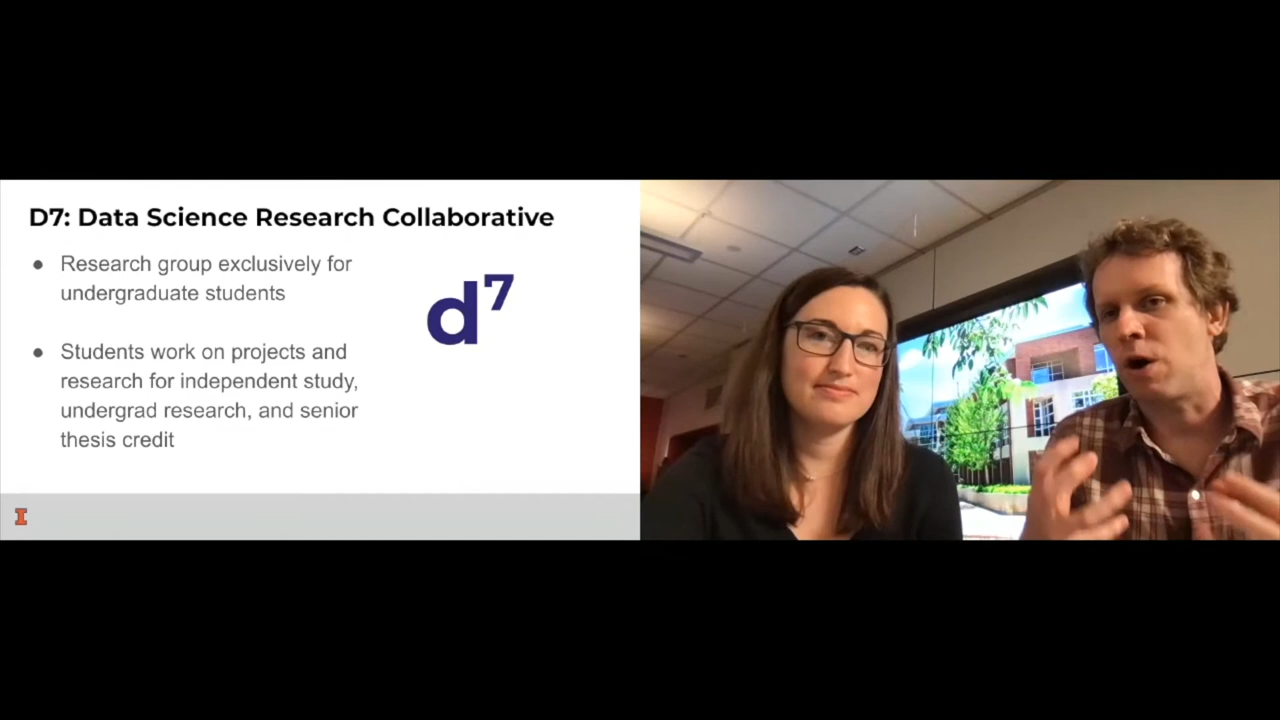 D7: Data Science Research Collaborative
● Research group exclusively for
undergraduate students
d7
● Students work on projects and
research for independent study,
undergrad research, and senior
thesis credit
I